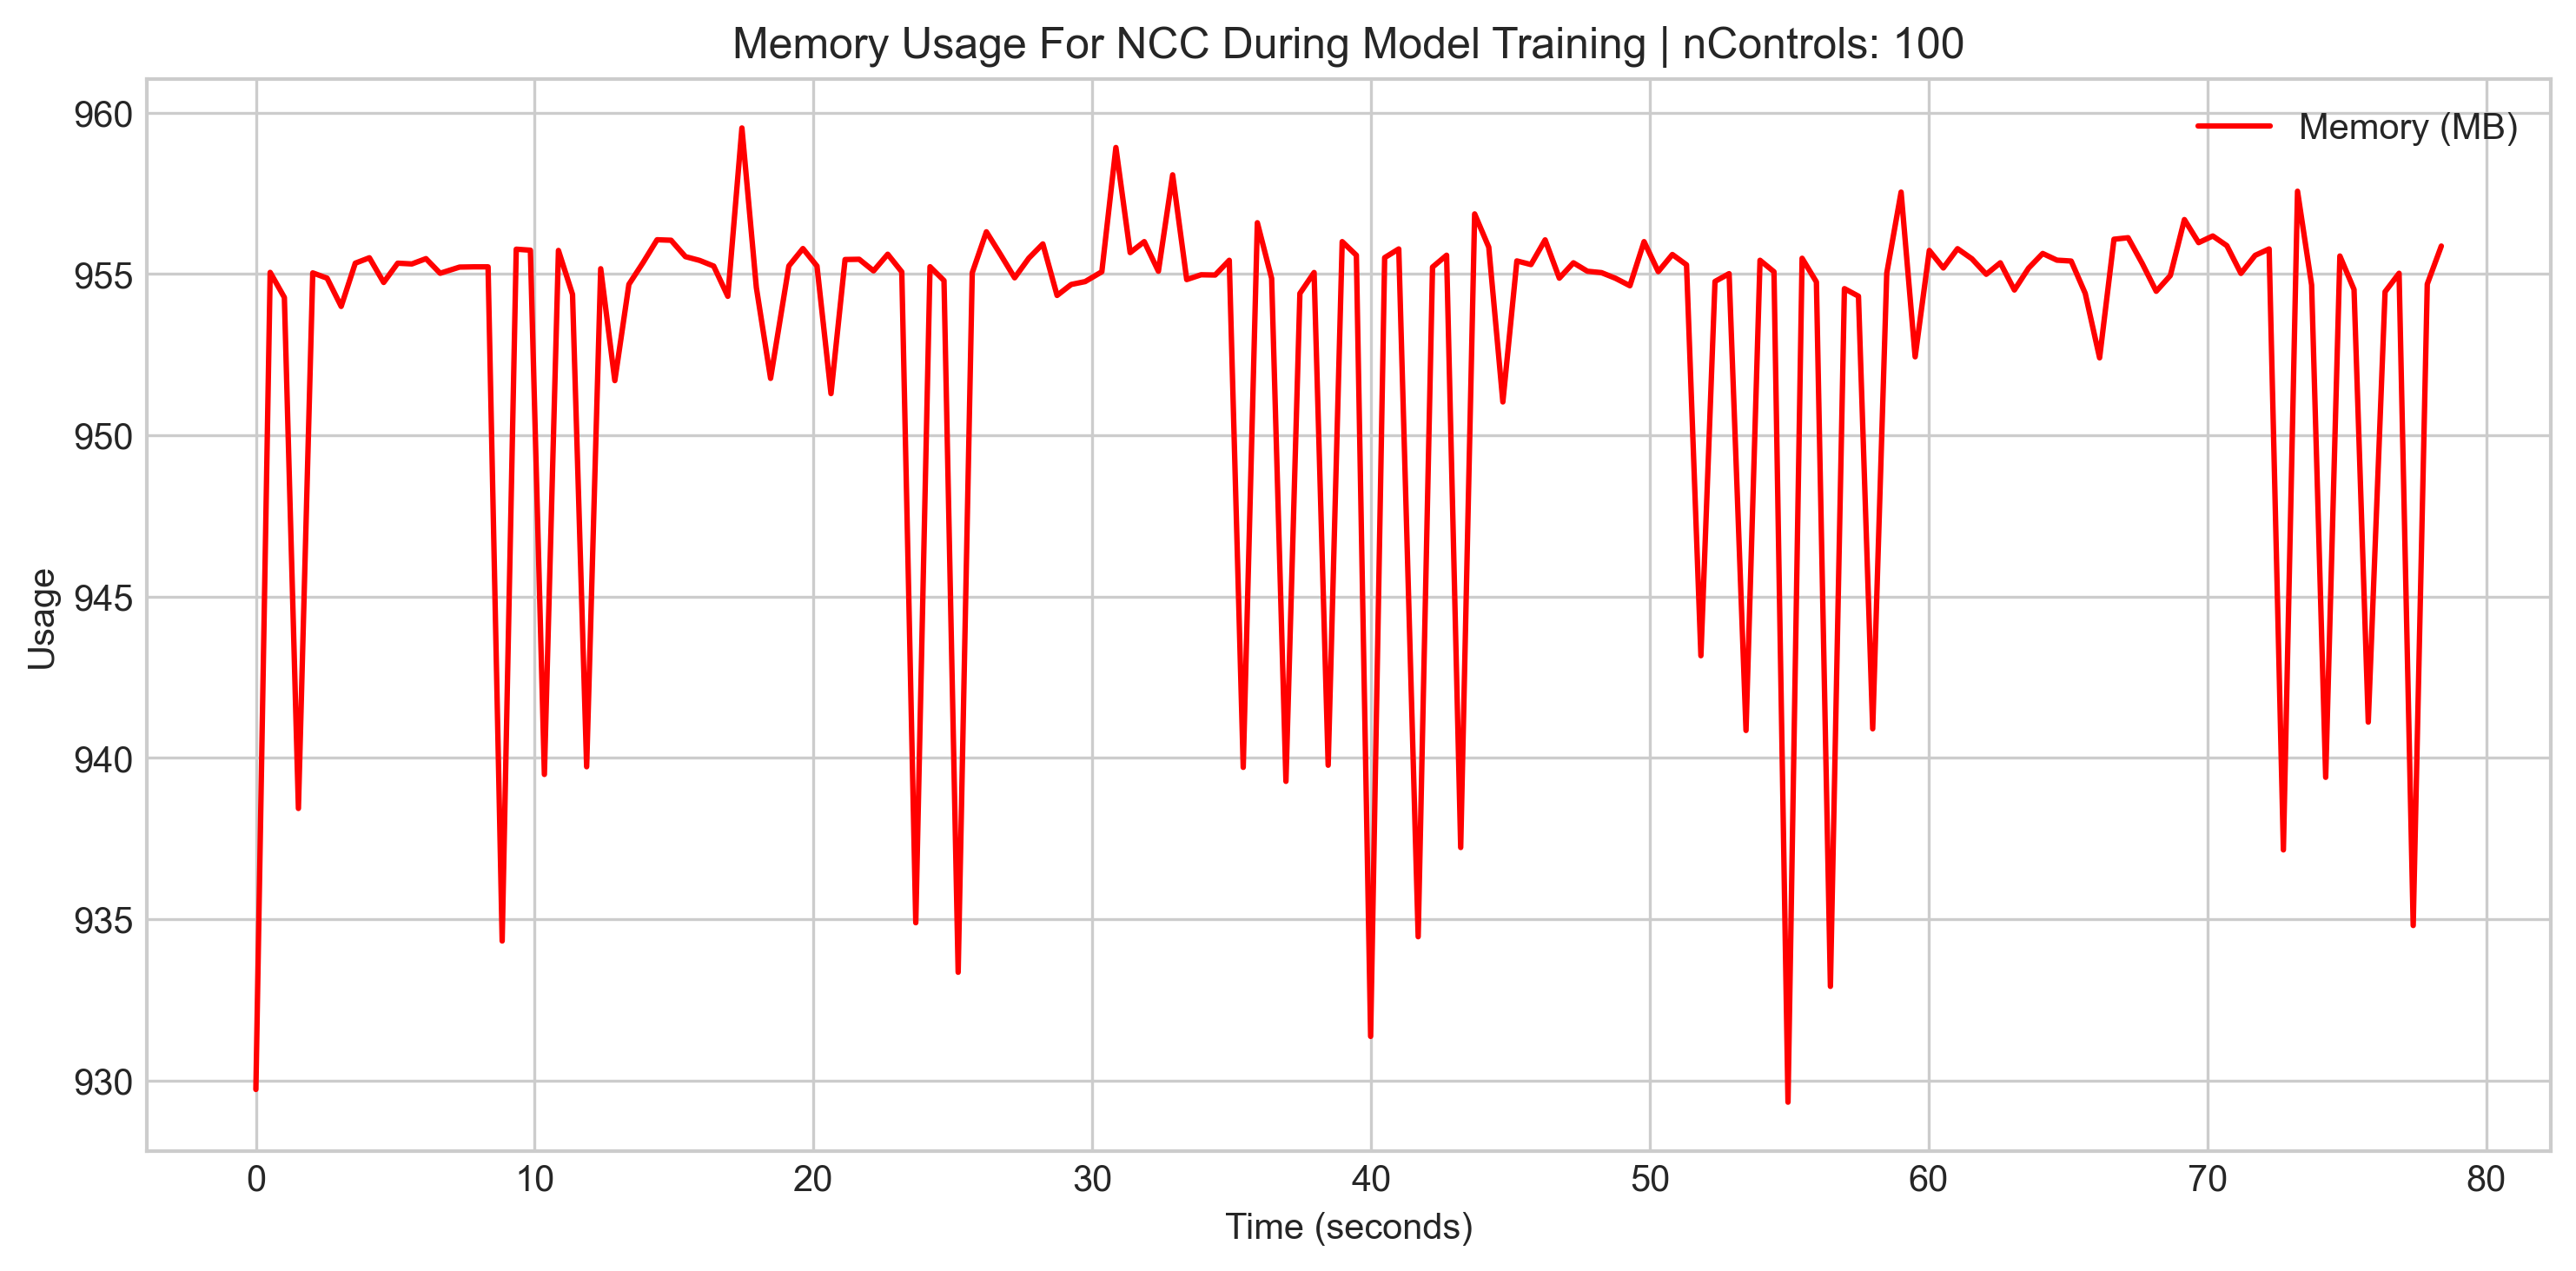 Memory Usage For NCC During Model Training | nControls: 100
Memory (MB)
Usage
960
955
950
945
940
935
930
0 10 20 30 40 50 60 70 80
Time (seconds)